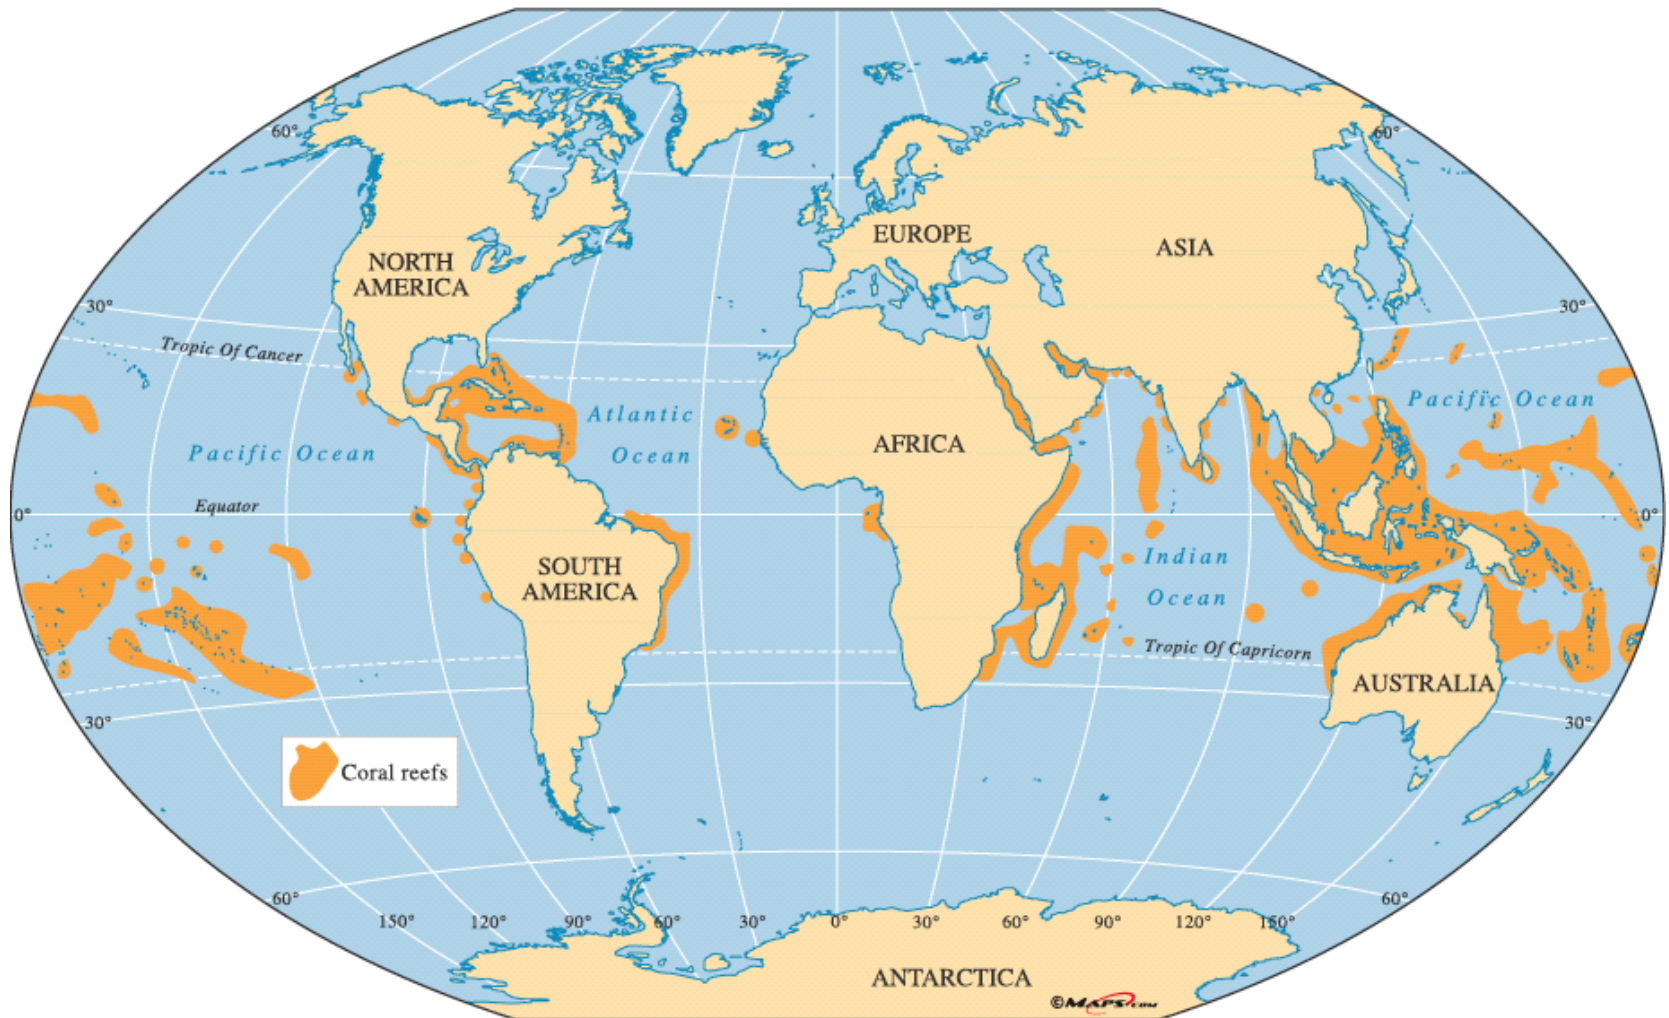 60°
60°
EUROPE
ASIA
NORTH
AMERICA
30°
30°
Tropic Of Cancer
Atlantic
Ocean
Pacific Ocean
Pacific Ocean
AFRICA
Equator
0°
0°
SOUTH
AMERICA
Indian
Ocean
Tropic Of Capricorn
AUSTRALIA
30°
30°
Coral reefs
60°
60°
150° 120° 90° 60° 30° 0° 30° 60° 90° 120° 150°
ANTARCTICA
©MAPS.COM